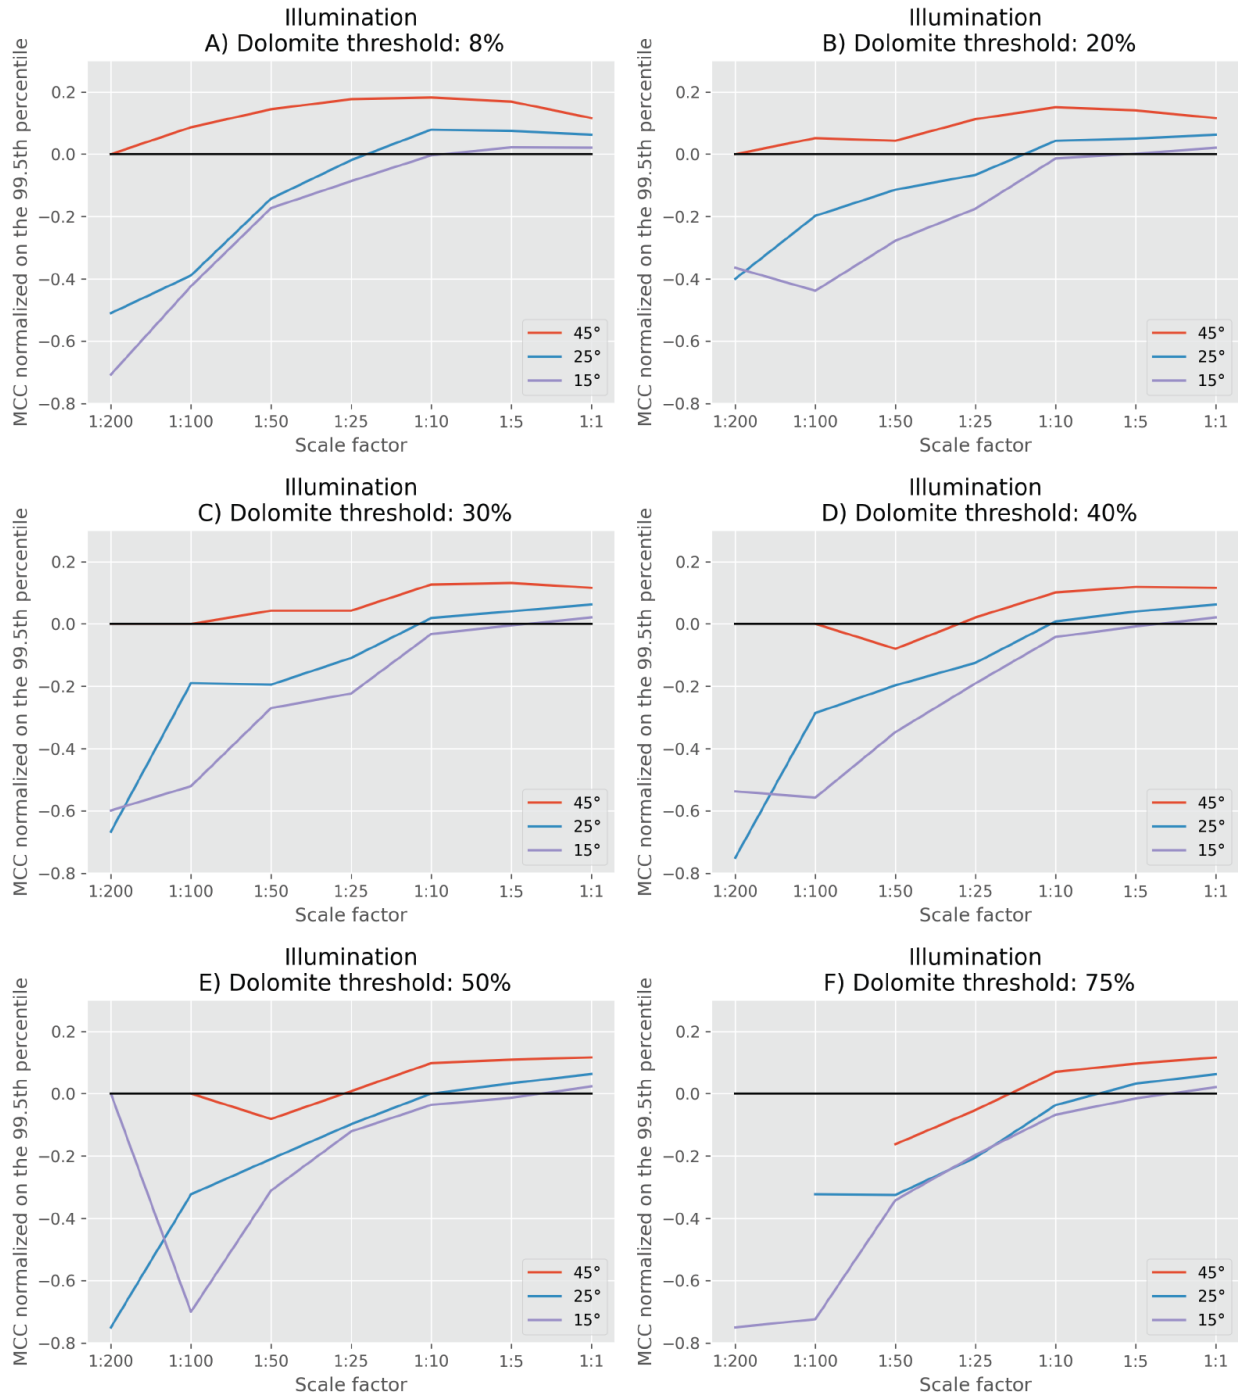 Illumination
A) Dolomite threshold: 8%
MCC normalized on the 99.5th percentile
0.2
0.0
−0.2
−0.4
−0.6
−0.8
1:200 1:100 1:50 1:25 1:10 1:5 1:1
Scale factor
45°
25°
15°
Illumination
B) Dolomite threshold: 20%
MCC normalized on the 99.5th percentile
0.2
0.0
−0.2
−0.4
−0.6
−0.8
1:200 1:100 1:50 1:25 1:10 1:5 1:1
Scale factor
45°
25°
15°
Illumination
C) Dolomite threshold: 30%
MCC normalized on the 99.5th percentile
0.2
0.0
−0.2
−0.4
−0.6
−0.8
1:200 1:100 1:50 1:25 1:10 1:5 1:1
Scale factor
45°
25°
15°
Illumination
D) Dolomite threshold: 40%
MCC normalized on the 99.5th percentile
0.2
0.0
−0.2
−0.4
−0.6
−0.8
1:200 1:100 1:50 1:25 1:10 1:5 1:1
Scale factor
45°
25°
15°
Illumination
E) Dolomite threshold: 50%
MCC normalized on the 99.5th percentile
0.2
0.0
−0.2
−0.4
−0.6
−0.8
1:200 1:100 1:50 1:25 1:10 1:5 1:1
Scale factor
45°
25°
15°
Illumination
F) Dolomite threshold: 75%
MCC normalized on the 99.5th percentile
0.2
0.0
−0.2
−0.4
−0.6
−0.8
1:200 1:100 1:50 1:25 1:10 1:5 1:1
Scale factor
45°
25°
15°